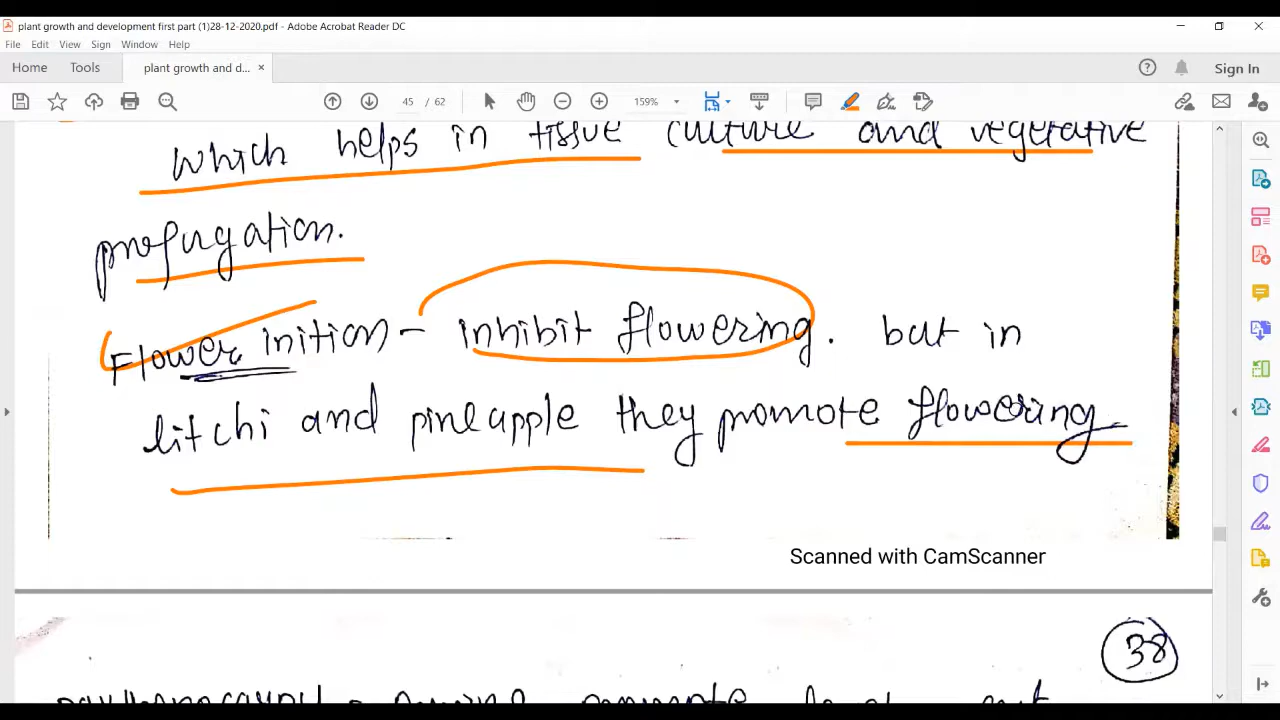 plant growth and development first part (1)28-12-2020.pdf - Adobe Acrobat Reader DC
File Edit View Sign Window Help
Home Tools plant growth and d... × Sign In
45 / 62 159%
which helps in tissue culture and vegetative
propugation.
Flower inition - inhibit flowering. but in
litchi and pineapple they promote flowering
Scanned with CamScanner
38